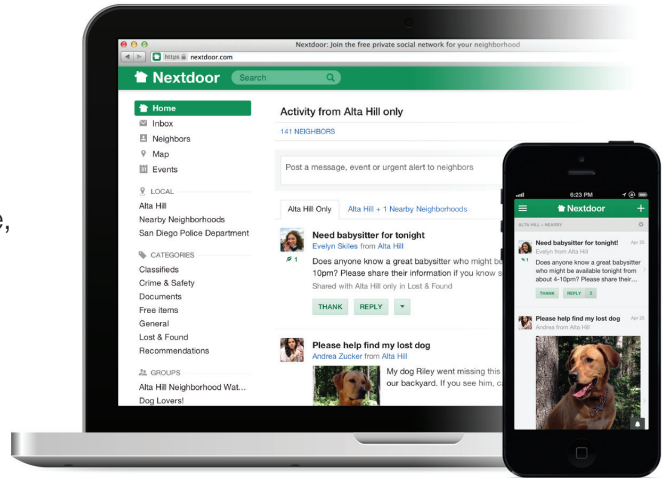 e,
Nextdoor: Join the free private social network for your neighborhood
https nextdoor.com
Nextdoor Search
Home
Inbox
Neighbors
Map
Events
LOCAL
Alta Hill
Nearby Neighborhoods
San Diego Police Department
CATEGORIES
Classifieds
Crime & Safety
Documents
Free items
General
Lost & Found
Recommendations
GROUPS
Alta Hill Neighborhood Wat...
Dog Lovers!
Activity from Alta Hill only
141 NEIGHBORS
Post a message, event or urgent alert to neighbors
Alta Hill Only Alta Hill + 1 Nearby Neighborhoods
Need babysitter for tonight
Evelyn Skiles from Alta Hill
1
Does anyone know a great babysitter who might be
10pm? Please share their information if you know s
Shared with Alta Hill only in Lost & Found
THANK REPLY
Please help find my lost dog
Andrea Zucker from Alta Hill
My dog Riley went missing this
our backyard. If you see him, ca
6:23 PM
Nextdoor +
ALTA HILL + NEARBY
Need babysitter for tonight! Apr 25
Evelyn from Alta Hill
1
Does anyone know a great babysitter
who might be available tonight from
about 4-10pm? Please share their...
THANK REPLY 2
Please help find my lost dog Apr 25
Andrea from Alta Hill